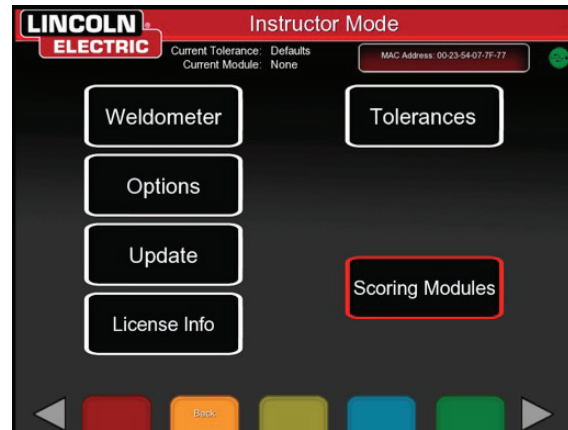 LINCOLN
ELECTRIC
Instructor Mode
Current Tolerance: Defaults
Current Module: None
MAC Address: 00-23-54-07-7F-77
Weldometer
Tolerances
Options
Update
Scoring Modules
License Info
Back